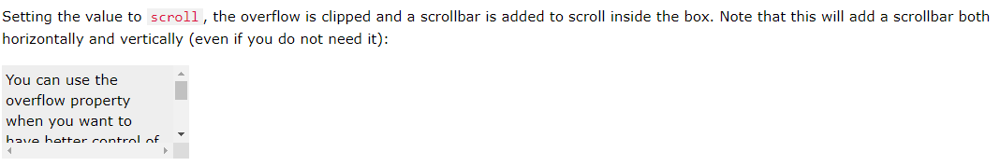 Setting the value to scroll, the overflow is clipped and a scrollbar is added to scroll inside the box. Note that this will add a scrollbar both
horizontally and vertically (even if you do not need it):
You can use the
overflow property
when you want to
have better control of